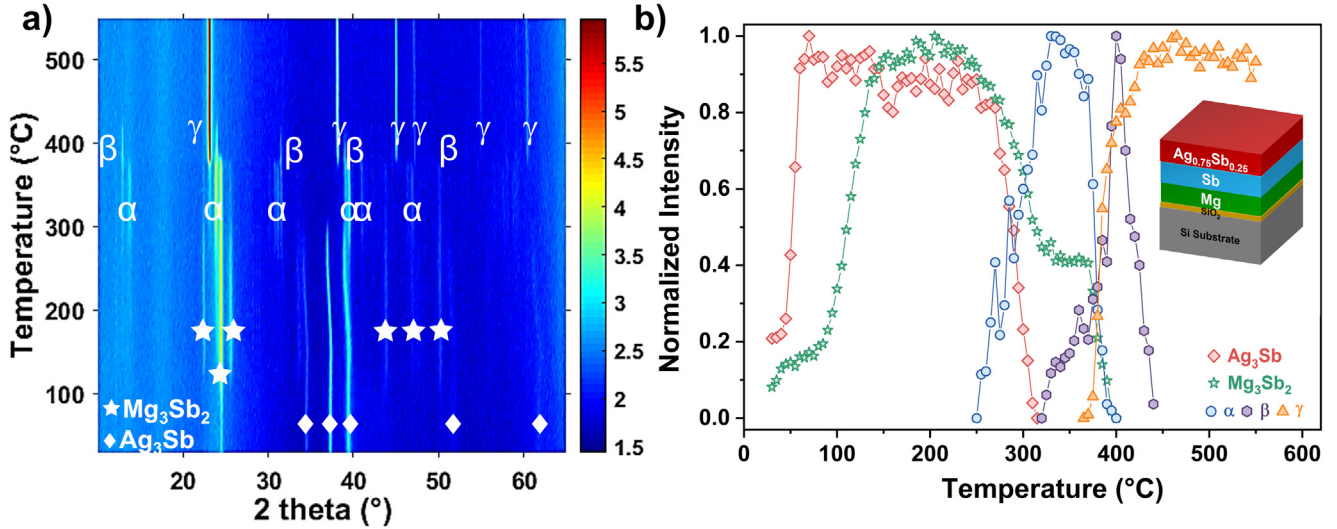 a)
Temperature (°C)
500
400
300
200
100
β
γ
β
γ
β
γ
γ
β
γ
γ
α
α
α
α
α
α
Mg₃Sb₂
Ag₃Sb
20
30
40
50
60
2 theta (°)
5.5
5
4.5
4
3.5
3
2.5
2
1.5
b)
Normalized Intensity
1.0
0.8
0.6
0.4
0.2
0.0
0
100
200
300
400
500
600
Temperature (°C)
Ag₀.₇₅Sb₀.₂₅
Sb
Mg
SiO₂
Si Substrate
Ag₃Sb
Mg₃Sb₂
α β γ